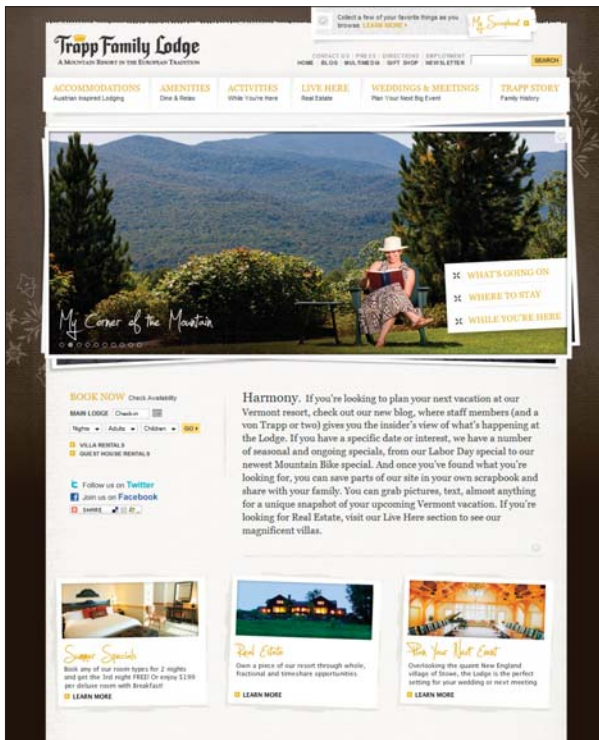 Collect a few of your favorite things as you
browse. LEARN MORE
My Scrapbook
Trapp Family Lodge
A MOUNTAIN RESORT IN THE EUROPEAN TRADITION
CONTACT US PRESS DIRECTIONS EMPLOYMENT
HOME BLOG MULTIMEDIA GIFT SHOP NEWSLETTER
SEARCH
ACCOMMODATIONS AMENITIES ACTIVITIES LIVE HERE WEDDINGS & MEETINGS TRAPP STORY
Austrian Inspired Lodging Dine & Relax While You're Here Real Estate Plan Your Next Big Event Family History
WHAT'S GOING ON
WHERE TO STAY
WHILE YOU'RE HERE
My Corner of the Mountain
BOOK NOW Check Availability
MAIN LODGE Check-in
Nights Adults Children GO
VILLA RENTALS
GUEST HOUSE RENTALS
Follow us on Twitter
Join us on Facebook
SHARE
Harmony. If you're looking to plan your next vacation at our
Vermont resort, check out our new blog, where staff members (and a
von Trapp or two) gives you the insider's view of what's happening at
the Lodge. If you have a specific date or interest, we have a number
of seasonal and ongoing specials, from our Labor Day special to our
newest Mountain Bike special. And once you've found what you're
looking for, you can save parts of our site in your own scrapbook and
share with your family. You can grab pictures, text, almost anything
for a unique snapshot of your upcoming Vermont vacation. If you're
looking for Real Estate, visit our Live Here section to see our
magnificent villas.
Summer Specials
Book any of our room types for 2 nights
and get the 3rd night FREE! Or enjoy $199
per deluxe room with Breakfast!
LEARN MORE
Real Estate
Own a piece of our resort through whole,
fractional and timeshare opportunities
LEARN MORE
Plan Your Next Event
Overlooking the quaint New England
village of Stowe, the Lodge is the perfect
setting for your wedding or next meeting
LEARN MORE